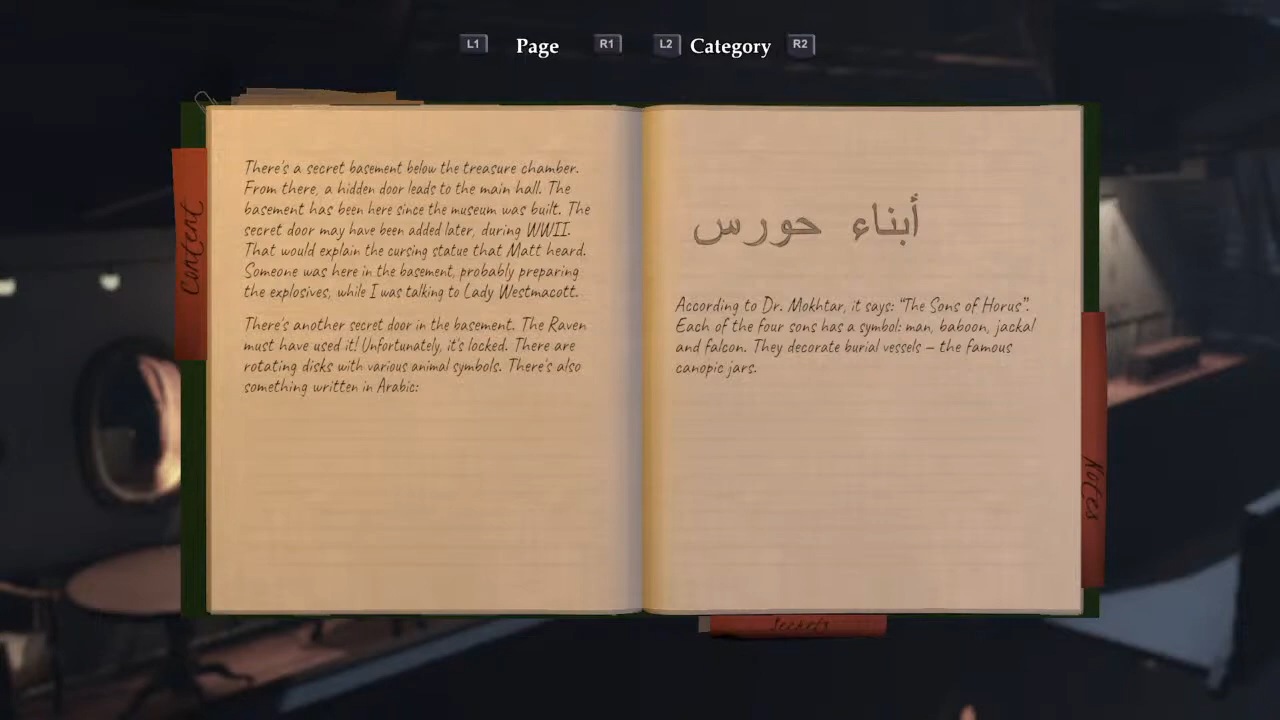 L1 Page R1 L2 Category R2
There's a secret basement below the treasure chamber.
From there, a hidden door leads to the main hall. The
basement has been here since the museum was built. The
secret door may have been added later, during WWII.
That would explain the cursing statue that Matt heard.
Someone was here in the basement, probably preparing
the explosives, while I was talking to Lady Westmacott.
There's another secret door in the basement. The Raven
must have used it! Unfortunately, it's locked. There are
rotating disks with various animal symbols. There's also
something written in Arabic:
أبناء حورس
According to Dr. Mokhtar, it says: "The Sons of Horus".
Each of the four sons has a symbol: man, baboon, jackal
and falcon. They decorate burial vessels – the famous
canopic jars.
Content
Notes
Secrets